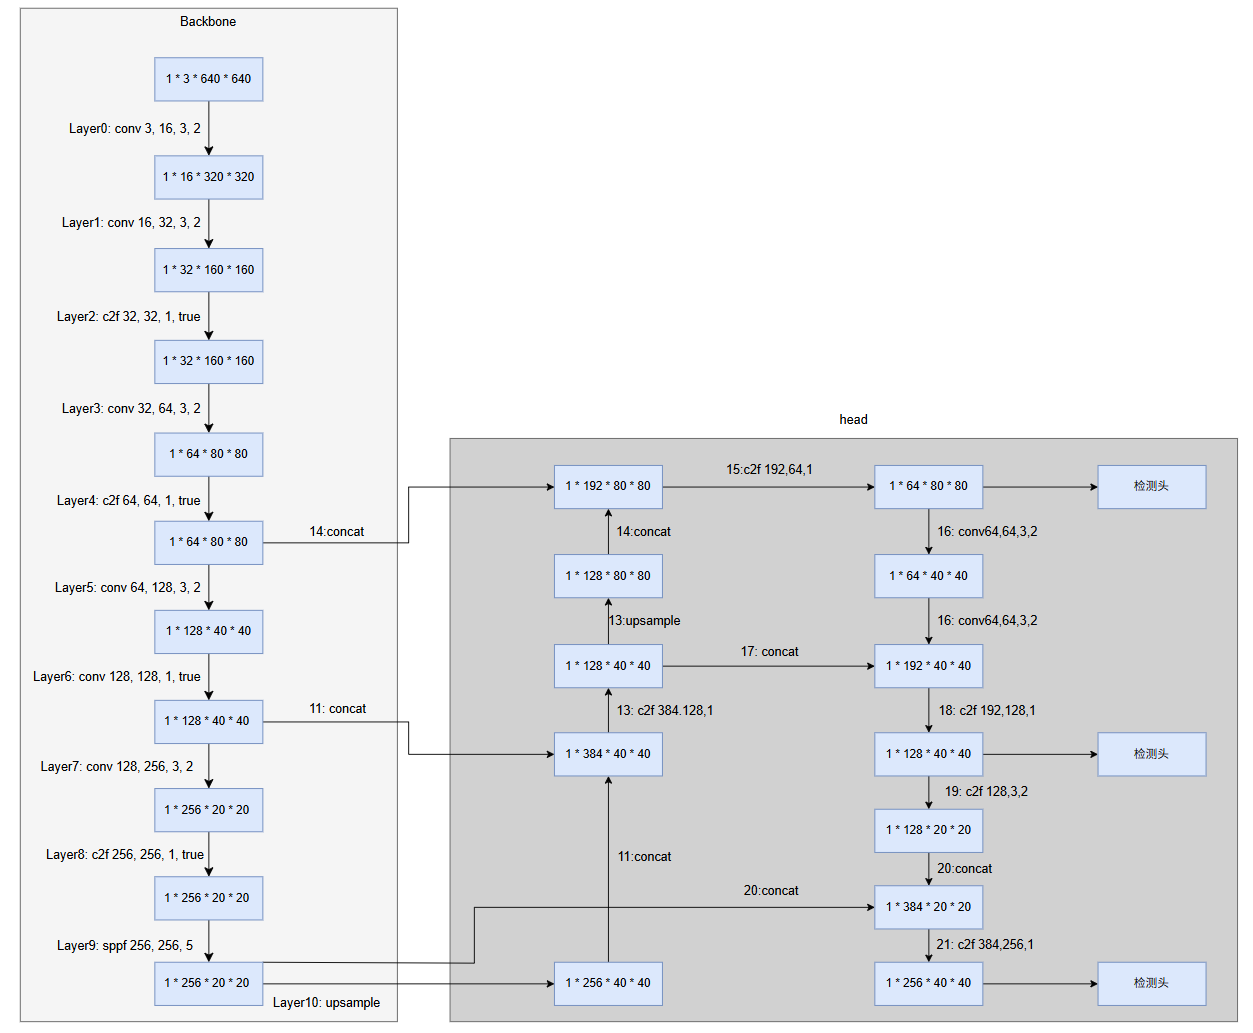 Backbone
1 * 3 * 640 * 640
Layer0: conv 3, 16, 3, 2
1 * 16 * 320 * 320
Layer1: conv 16, 32, 3, 2
1 * 32 * 160 * 160
Layer2: c2f 32, 32, 1, true
1 * 32 * 160 * 160
Layer3: conv 32, 64, 3, 2
1 * 64 * 80 * 80
Layer4: c2f 64, 64, 1, true
1 * 64 * 80 * 80
14:concat
Layer5: conv 64, 128, 3, 2
1 * 128 * 40 * 40
Layer6: conv 128, 128, 1, true
1 * 128 * 40 * 40
11: concat
Layer7: conv 128, 256, 3, 2
1 * 256 * 20 * 20
Layer8: c2f 256, 256, 1, true
1 * 256 * 20 * 20
Layer9: sppf 256, 256, 5
1 * 256 * 20 * 20
Layer10: upsample
head
1 * 192 * 80 * 80
15:c2f 192,64,1
14:concat
1 * 128 * 80 * 80
13:upsample
1 * 128 * 40 * 40
17: concat
13: c2f 384.128,1
1 * 384 * 40 * 40
11:concat
20:concat
1 * 256 * 40 * 40
1 * 64 * 80 * 80
检测头
16: conv64,64,3,2
1 * 64 * 40 * 40
16: conv64,64,3,2
1 * 192 * 40 * 40
18: c2f 192,128,1
1 * 128 * 40 * 40
检测头
19: c2f 128,3,2
1 * 128 * 20 * 20
20:concat
1 * 384 * 20 * 20
21: c2f 384,256,1
1 * 256 * 40 * 40
检测头